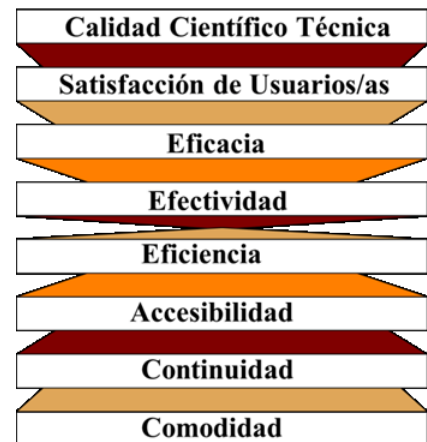 Calidad Científico Técnica
Satisfacción de Usuarios/as
Eficacia
Efectividad
Eficiencia
Accesibilidad
Continuidad
Comodidad